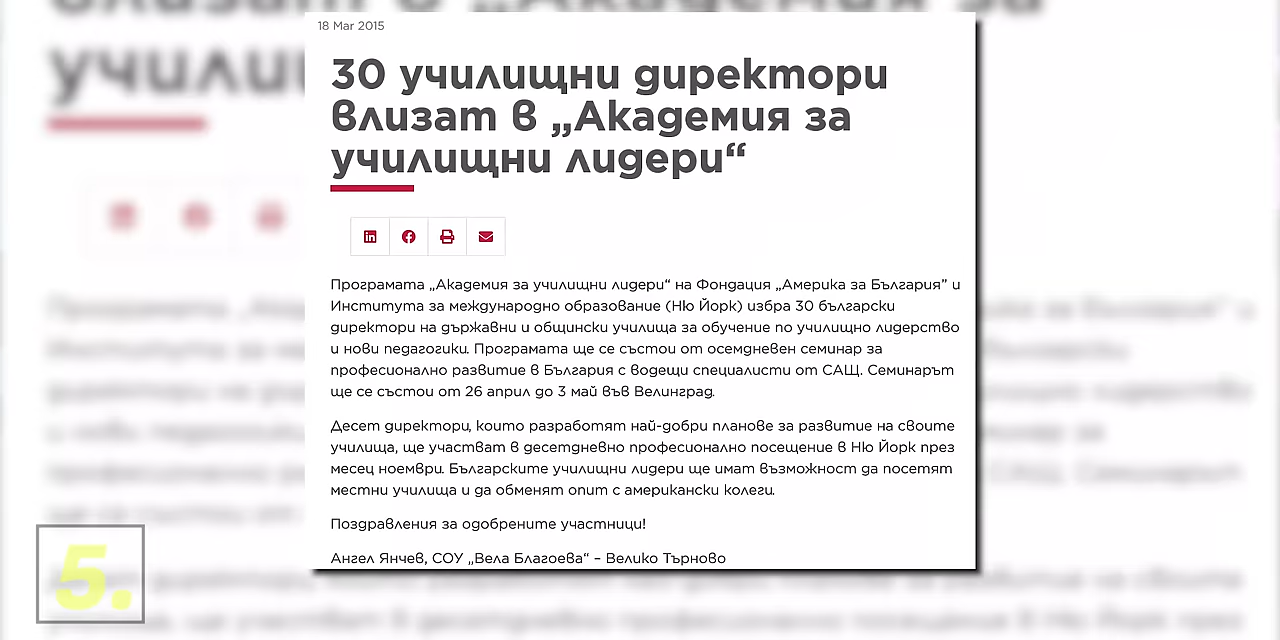 18 Mar 2015
30 училищни директори
влизат в „Академия за
училищни лидери“
Програмата „Академия за училищни лидери“ на Фондация „Америка за България” и
Института за международно образование (Ню Йорк) избра 30 български
директори на държавни и общински училища за обучение по училищно лидерство
и нови педагогики. Програмата ще се състои от осемдневен семинар за
професионално развитие в България с водещи специалисти от САЩ. Семинарът
ще се състои от 26 април до 3 май във Велинград.
Десет директори, които разработят най-добри планове за развитие на своите
училища, ще участват в десетдневно професионално посещение в Ню Йорк през
месец ноември. Българските училищни лидери ще имат възможност да посетят
местни училища и да обменят опит с американски колеги.
Поздравления за одобрените участници!
Ангел Янчев, СОУ „Вела Благоева“ – Велико Търново
5.